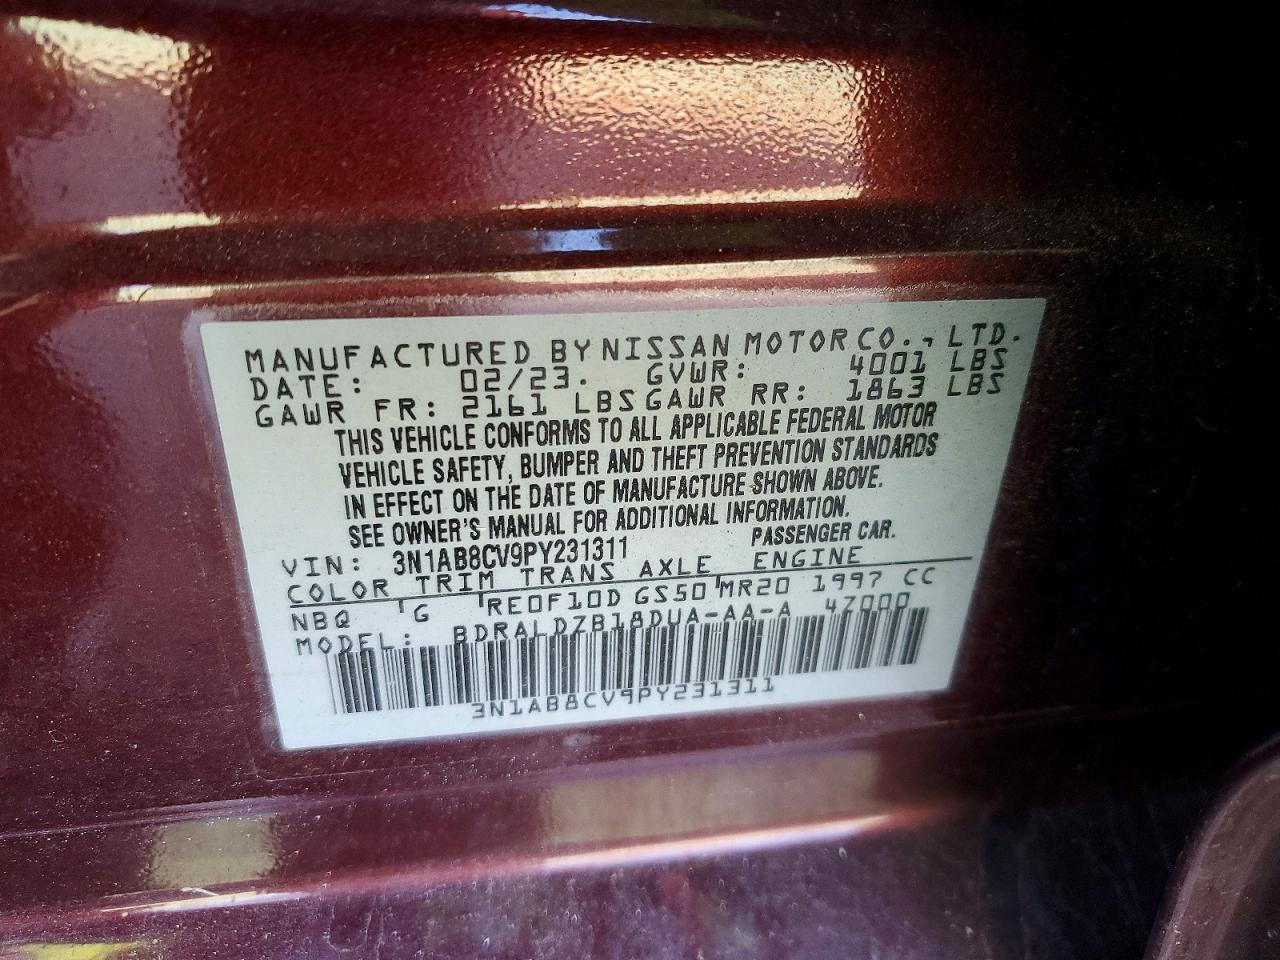 MANUFACTURED BY NISSAN MOTOR CO., LTD.
DATE: 02/23. GVWR: 4001 LBS
GAWR FR: 2161 LBS GAWR RR: 1863 LBS
THIS VEHICLE CONFORMS TO ALL APPLICABLE FEDERAL MOTOR
VEHICLE SAFETY, BUMPER AND THEFT PREVENTION STANDARDS
IN EFFECT ON THE DATE OF MANUFACTURE SHOWN ABOVE.
SEE OWNER'S MANUAL FOR ADDITIONAL INFORMATION.
VIN: 3N1AB8CV9PY231311 PASSENGER CAR.
COLOR TRIM TRANS AXLE ENGINE
NBQ G RE0F10D GS50 MR20 1997 CC
MODEL: BDRALDZB18DUA-AA-A 4Z000
3N1AB8CV9PY231311